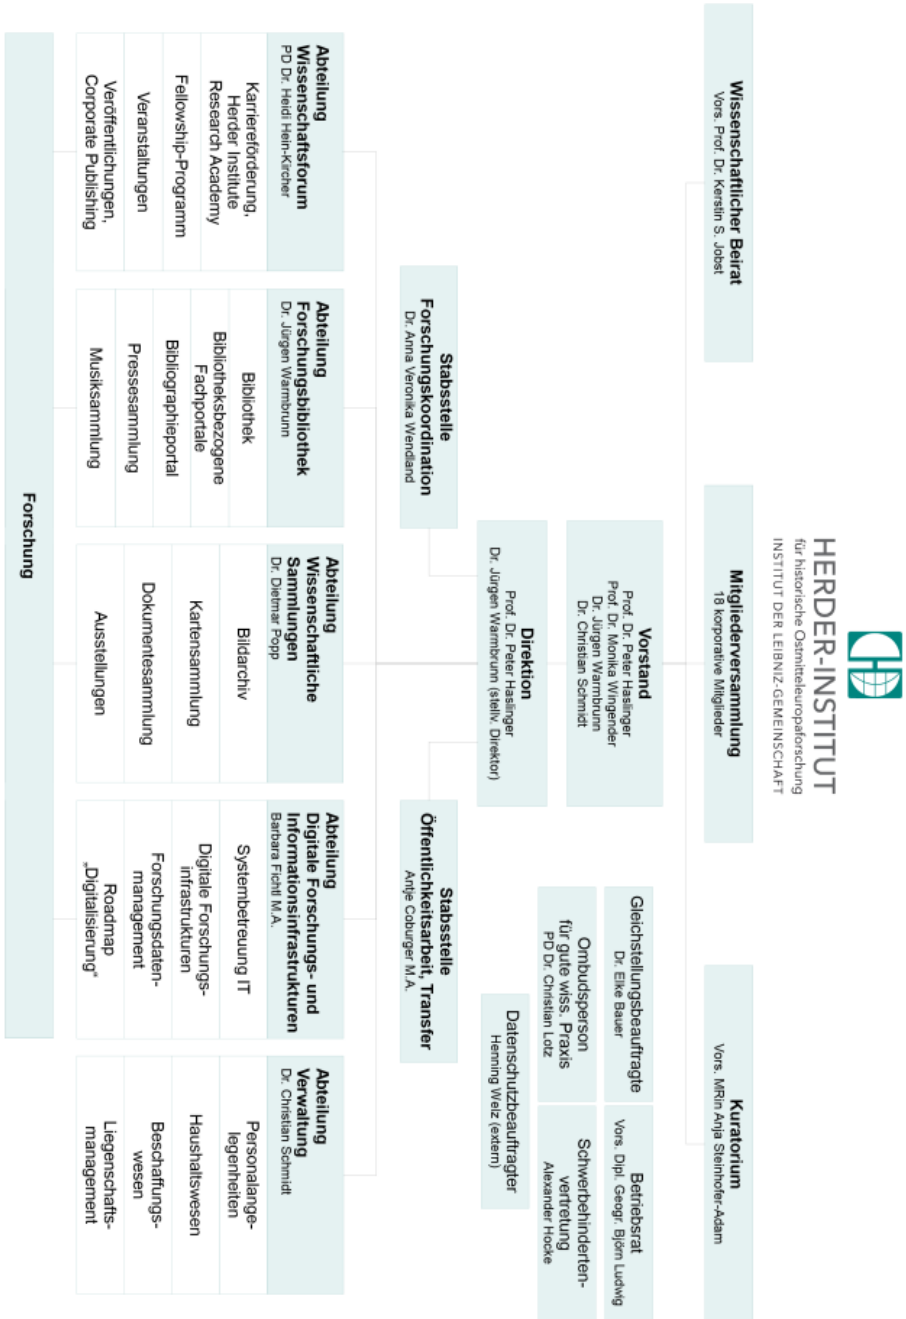 HERDER-INSTITUT
für historische Ostmitteleuropaforschung
INSTITUT DER LEIBNIZ-GEMEINSCHAFT
Wissenschaftlicher Beirat
Vors. Prof. Dr. Kerstin S. Jobst
Mitgliederversammlung
18 korporative Mitglieder
Kuratorium
Vors. MRin Anja Steinhofer-Adam
Vorstand
Prof. Dr. Peter Haslinger
Prof. Dr. Monika Wingender
Dr. Jürgen Warmbrunn
Dr. Christian Schmidt
Gleichstellungsbeauftragte
Dr. Elke Bauer
Betriebsrat
Vors. Dipl. Geogr. Björn Ludwig
Ombudsperson
für gute wiss. Praxis
PD Dr. Christian Lotz
Schwerbehinderten-
vertretung
Alexander Hocke
Direktion
Prof. Dr. Peter Haslinger
Dr. Jürgen Warmbrunn (stellv. Direktor)
Datenschutzbeauftragter
Henning Welz (extern)
Stabsstelle
Forschungskoordination
Dr. Anna Veronika Wendland
Stabsstelle
Öffentlichkeitsarbeit, Transfer
Antje Coburger M.A.
Abteilung
Wissenschaftsforum
PD Dr. Heidi Hein-Kircher
Karriereförderung,
Herder Institute
Research Academy
Fellowship-Programm
Veranstaltungen
Veröffentlichungen,
Corporate Publishing
Abteilung
Forschungsbibliothek
Dr. Jürgen Warmbrunn
Bibliothek
Bibliotheksbezogene
Fachportale
Bibliographieportal
Pressesammlung
Musiksammlung
Abteilung
Wissenschaftliche
Sammlungen
Dr. Dietmar Popp
Bildarchiv
Kartensammlung
Dokumentesammlung
Ausstellungen
Abteilung
Digitale Forschungs- und
Informationsinfrastrukturen
Barbara Fichtl M.A.
Systembetreuung IT
Digitale Forschungs-
infrastrukturen
Forschungsdaten-
management
Roadmap
„Digitalisierung“
Abteilung
Verwaltung
Dr. Christian Schmidt
Personalange-
legenheiten
Haushaltswesen
Beschaffungs-
wesen
Liegenschafts-
management
Forschung